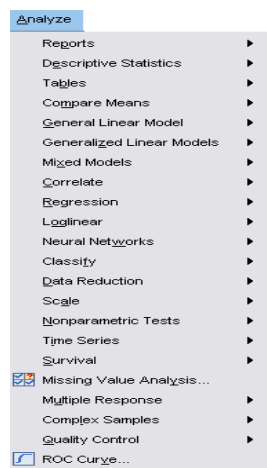 Analyze
Reports
Descriptive Statistics
Tables
Compare Means
General Linear Model
Generalized Linear Models
Mixed Models
Correlate
Regression
Loglinear
Neural Networks
Classify
Data Reduction
Scale
Nonparametric Tests
Time Series
Survival
Missing Value Analysis...
Multiple Response
Complex Samples
Quality Control
ROC Curve...